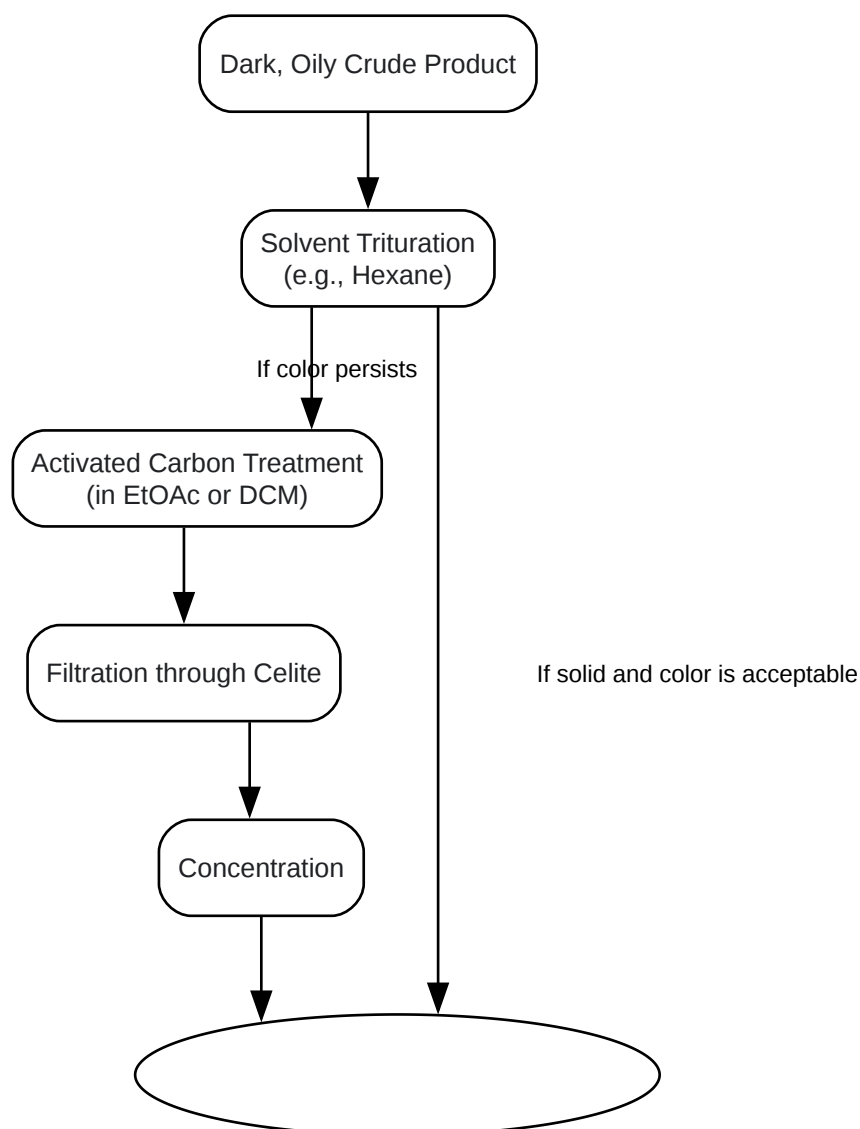 Dark, Oily Crude Product
Solvent Trituration
(e.g., Hexane)
If color persists
Activated Carbon Treatment
(in EtOAc or DCM)
Filtration through Celite
If solid and color is acceptable
Concentration